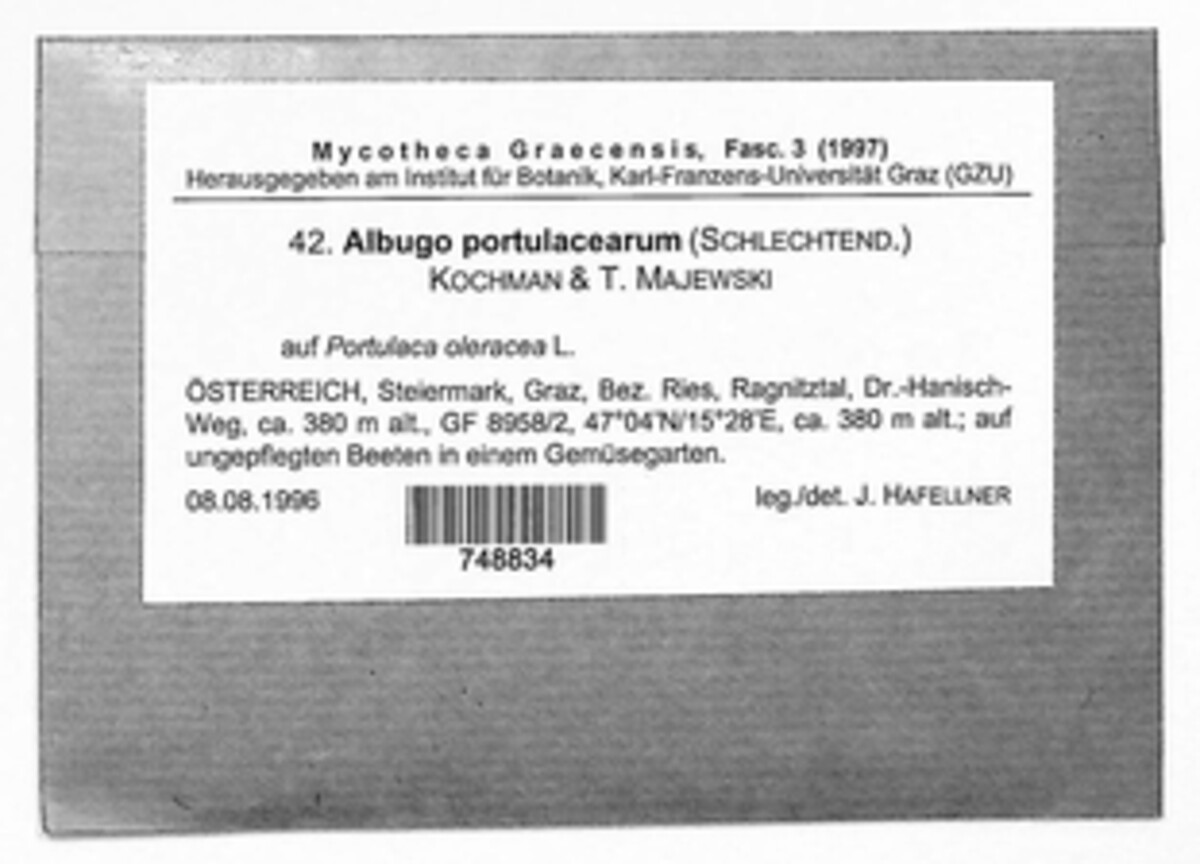 Mycotheca Graecensis, Fasc. 3 (1997)
Herausgegeben am Institut für Botanik, Karl-Franzens-Universität Graz (GZU)
42. Albugo portulacearum (SCHLECHTEND.)
KOCHMAN & T. MAJEWSKI
auf Portulaca oleracea L.
ÖSTERREICH, Steiermark, Graz, Bez. Ries, Ragnitztal, Dr.-Hanisch-
Weg, ca. 380 m alt., GF 8958/2, 47°04'N/15°28'E, ca. 380 m alt.; auf
ungepflegten Beeten in einem Gemüsegarten.
08.08.1996 leg./det. J. HAFELLNER
748834